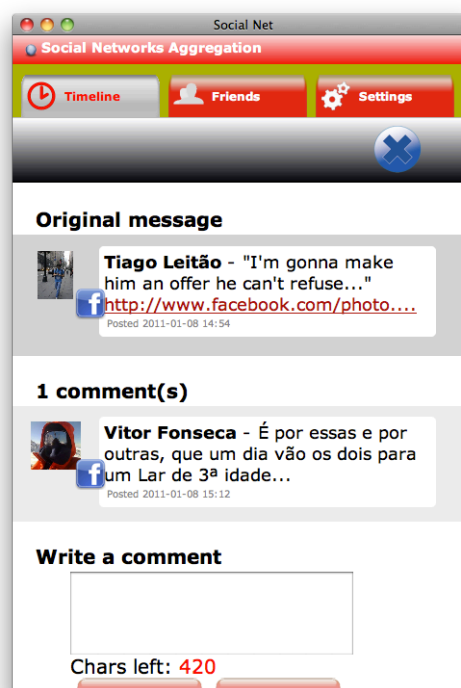 Social Net
Social Networks Aggregation
Timeline
Friends
Settings
Original message
Tiago Leitão - "I'm gonna make
him an offer he can't refuse..."
http://www.facebook.com/photo....
Posted 2011-01-08 14:54
1 comment(s)
Vitor Fonseca - É por essas e por
outras, que um dia vão os dois para
um Lar de 3ª idade...
Posted 2011-01-08 15:12
Write a comment
Chars left: 420